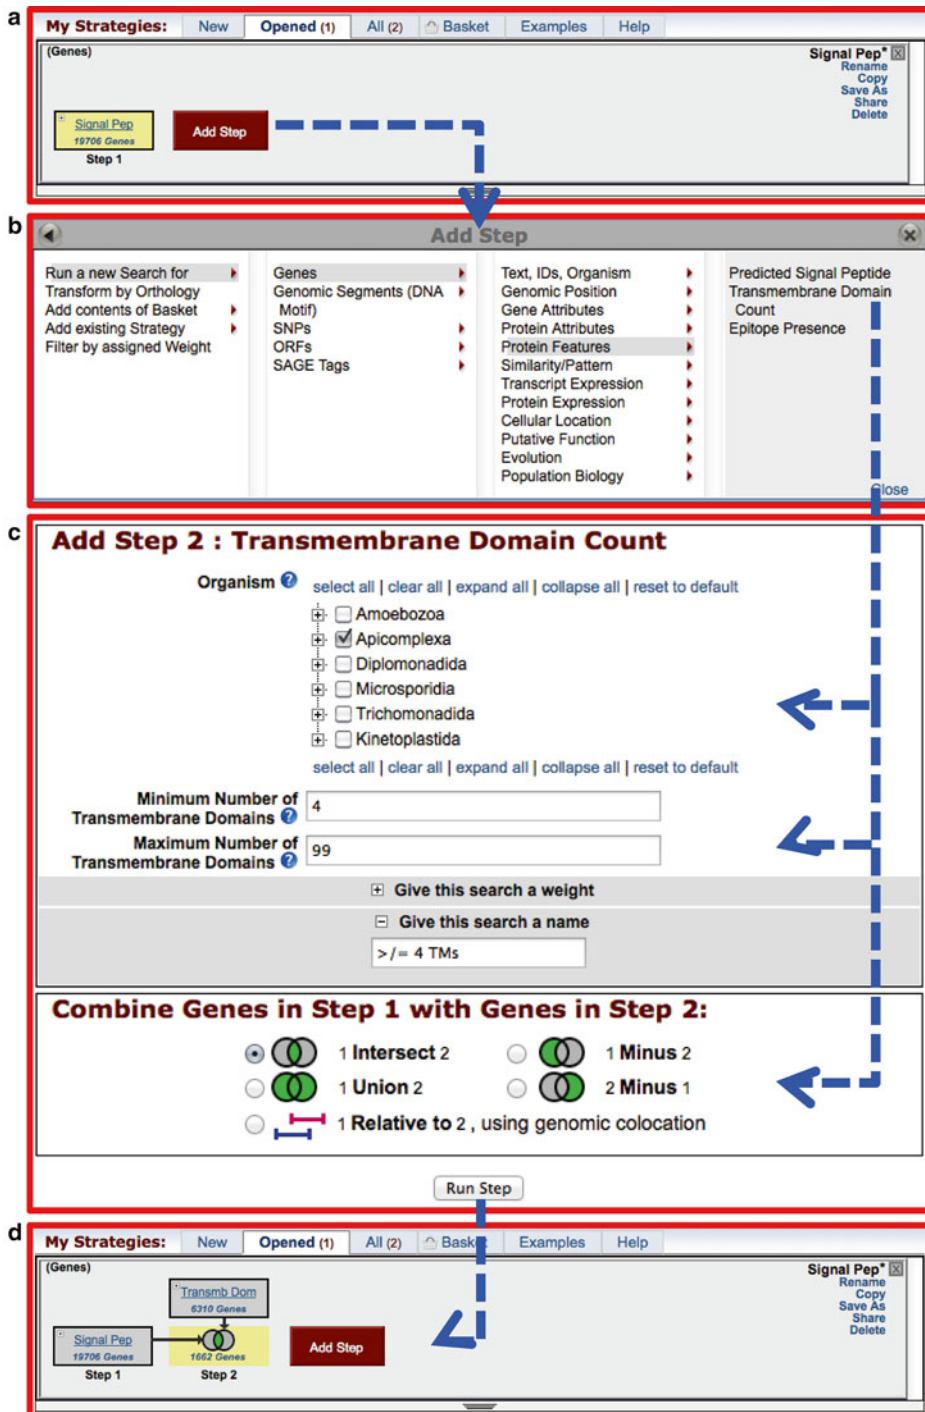 a
My Strategies: New Opened (1) All (2) Basket Examples Help
(Genes)
Signal Pep*
Rename
Copy
Save As
Share
Delete
Signal Pep
19706 Genes
Step 1
Add Step
b
Add Step
Run a new Search for
Transform by Orthology
Add contents of Basket
Add existing Strategy
Filter by assigned Weight
Genes
Genomic Segments (DNA
Motif)
SNPs
ORFs
SAGE Tags
Text, IDs, Organism
Genomic Position
Gene Attributes
Protein Attributes
Protein Features
Similarity/Pattern
Transcript Expression
Protein Expression
Cellular Location
Putative Function
Evolution
Population Biology
Predicted Signal Peptide
Transmembrane Domain
Count
Epitope Presence
Close
c
Add Step 2 : Transmembrane Domain Count
Organism ?
select all | clear all | expand all | collapse all | reset to default
Amoebozoa
Apicomplexa
Diplomonadida
Microsporidia
Trichomonadida
Kinetoplastida
select all | clear all | expand all | collapse all | reset to default
Minimum Number of
Transmembrane Domains ?
4
Maximum Number of
Transmembrane Domains ?
99
Give this search a weight
Give this search a name
>/= 4 TMs
Combine Genes in Step 1 with Genes in Step 2:
1 Intersect 2
1 Minus 2
1 Union 2
2 Minus 1
1 Relative to 2 , using genomic colocation
Run Step
d
My Strategies: New Opened (1) All (2) Basket Examples Help
(Genes)
Signal Pep*
Rename
Copy
Save As
Share
Delete
Transmb Dom
6310 Genes
Signal Pep
19706 Genes
Step 1
1662 Genes
Step 2
Add Step